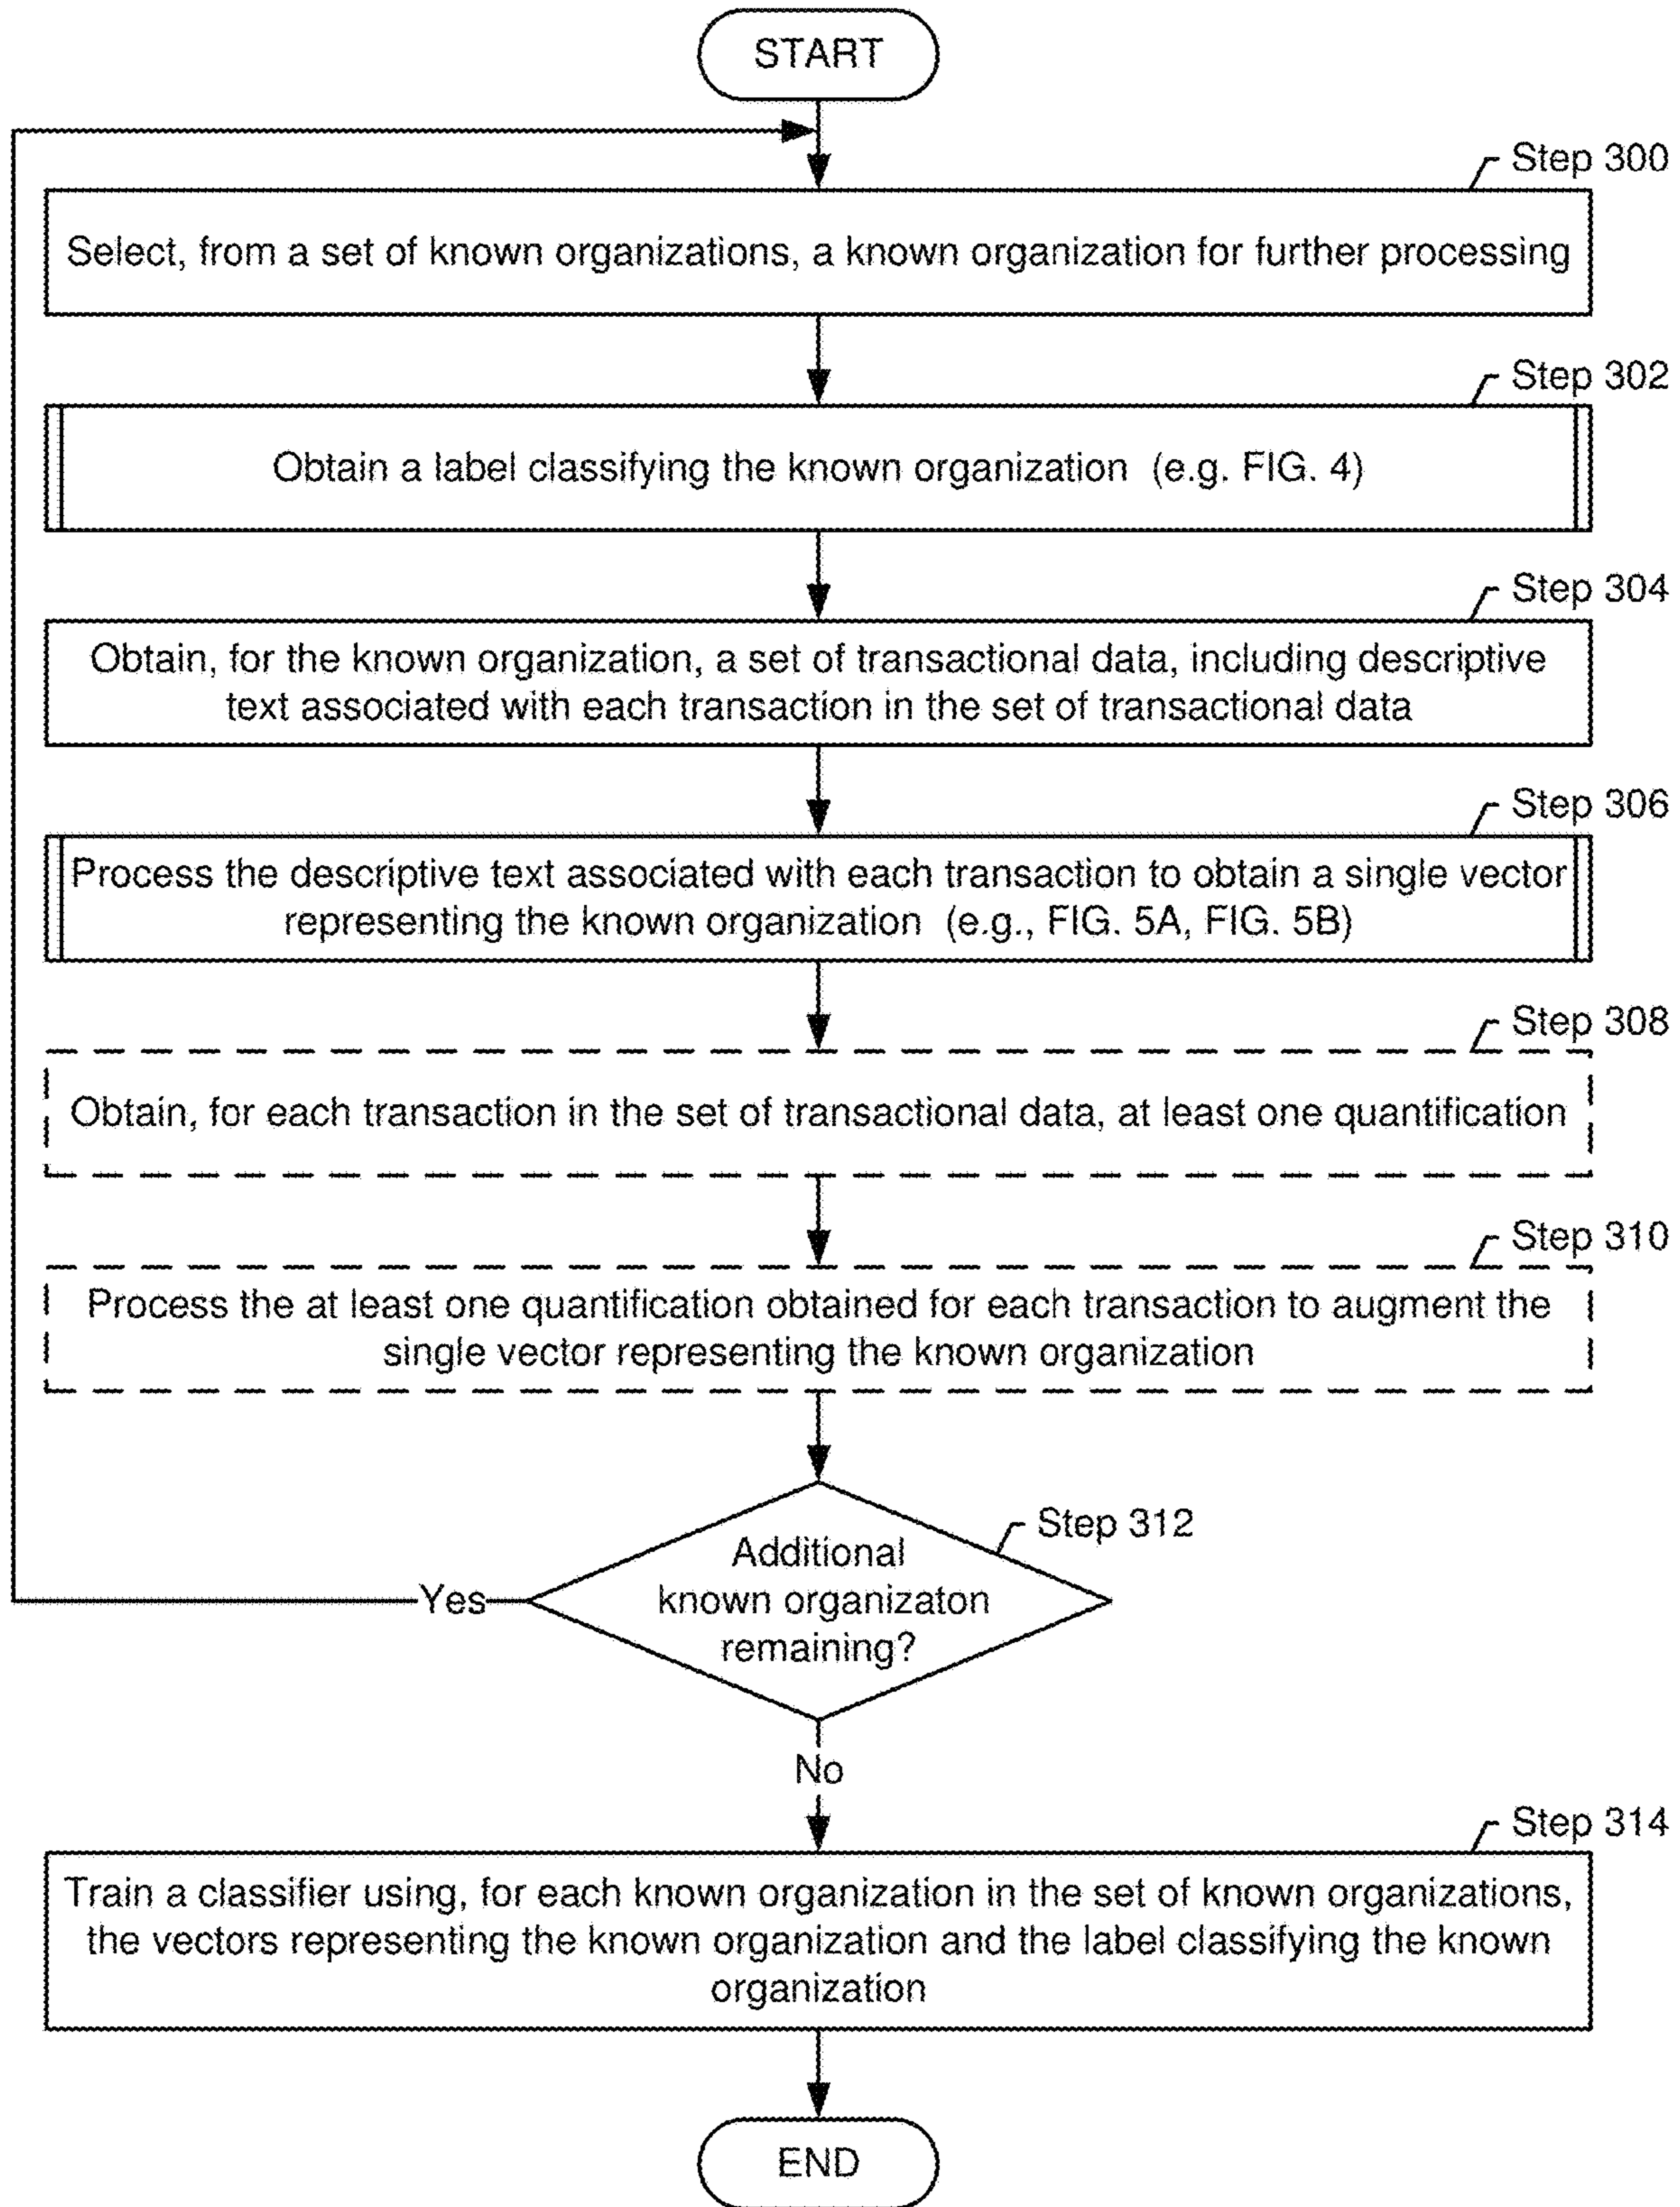 START
Step 300
Select, from a set of known organizations, a known organization for further processing
Step 302
Obtain a label classifying the known organization (e.g. FIG. 4)
Step 304
Obtain, for the known organization, a set of transactional data, including descriptive
text associated with each transaction in the set of transactional data
Step 306
Process the descriptive text associated with each transaction to obtain a single vector
representing the known organization (e.g., FIG. 5A, FIG. 5B)
Step 308
Obtain, for each transaction in the set of transactional data, at least one quantification
Step 310
Process the at least one quantification obtained for each transaction to augment the
single vector representing the known organization
Step 312
Additional
known organizaton
remaining?
Yes
No
Step 314
Train a classifier using, for each known organization in the set of known organizations,
the vectors representing the known organization and the label classifying the known
organization
END